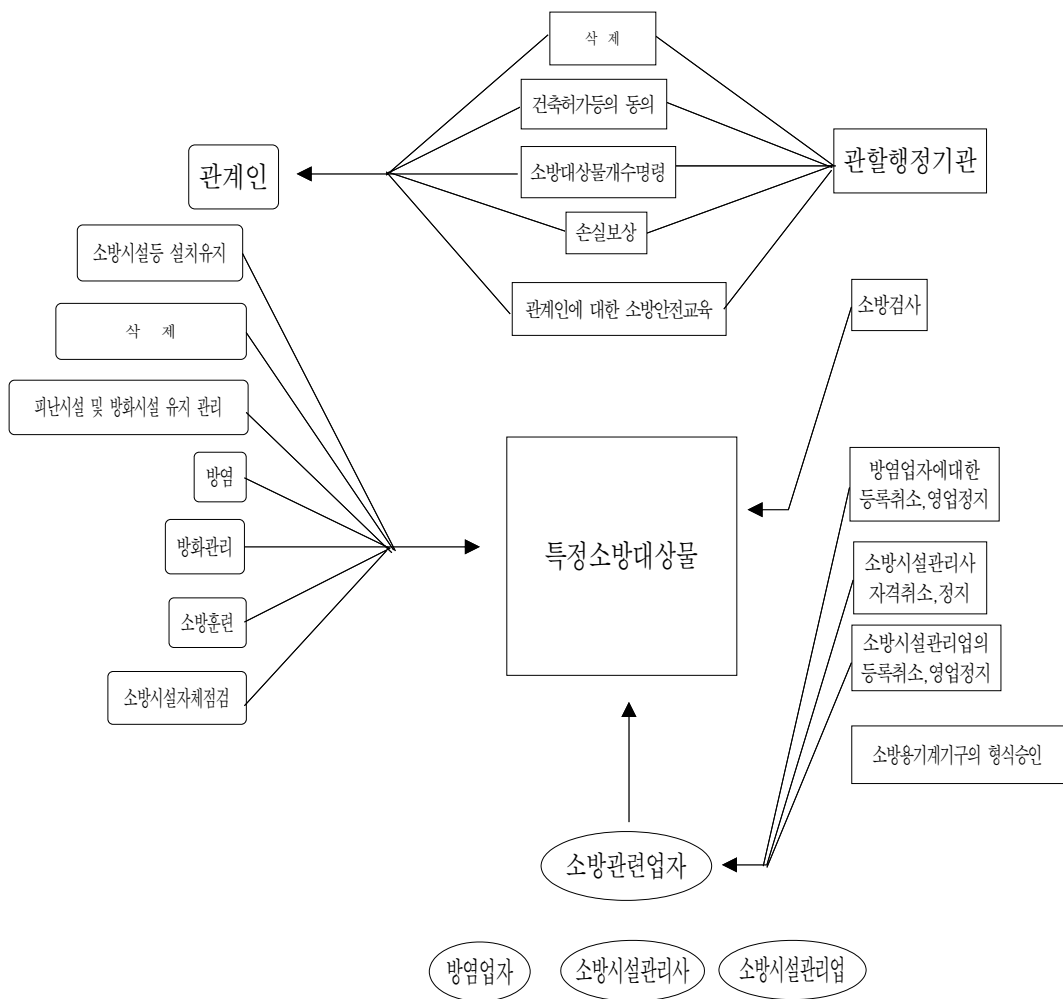 삭 제
건축허가등의 동의
관계인
소방대상물개수명령
관할행정기관
손실보상
관계인에 대한 소방안전교육
소방시설등 설치유지
삭 제
피난시설 및 방화시설 유지 관리
방염
방화관리
소방훈련
소방시설자체점검
특정소방대상물
소방검사
방염업자에대한
등록취소,영업정지
소방시설관리사
자격취소,정지
소방시설관리업의
등록취소,영업정지
소방용기계기구의 형식승인
소방관련업자
방염업자
소방시설관리사
소방시설관리업